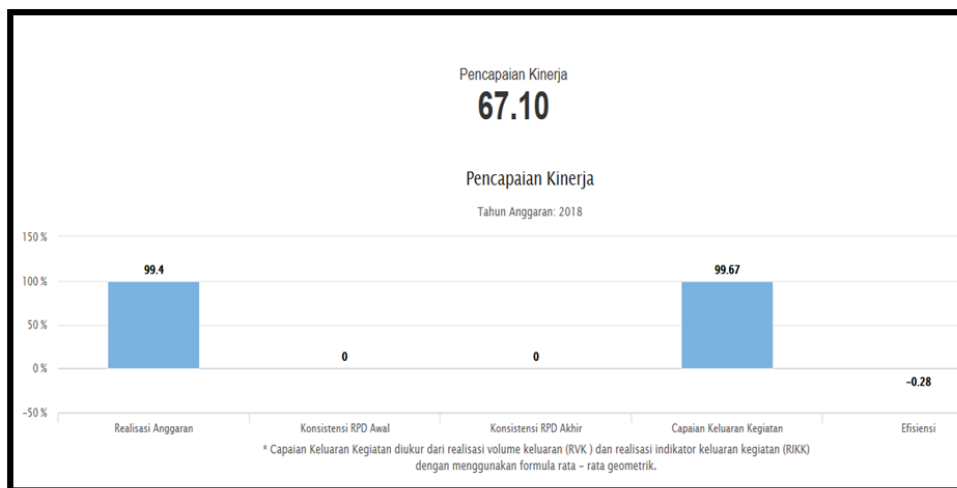 Pencapaian Kinerja
67.10
Pencapaian Kinerja
Tahun Anggaran: 2018
150 %
100 %
50 %
0 %
-50 %
99.4
0
0
99.67
-0.28
Realisasi Anggaran
Konsistensi RPD Awal
Konsistensi RPD Akhir
Capaian Keluaran Kegiatan
Efisiensi
* Capaian Keluaran Kegiatan diukur dari realisasi volume keluaran (RVK ) dan realisasi indikator keluaran kegiatan (RIKK)
dengan menggunakan formula rata – rata geometrik.